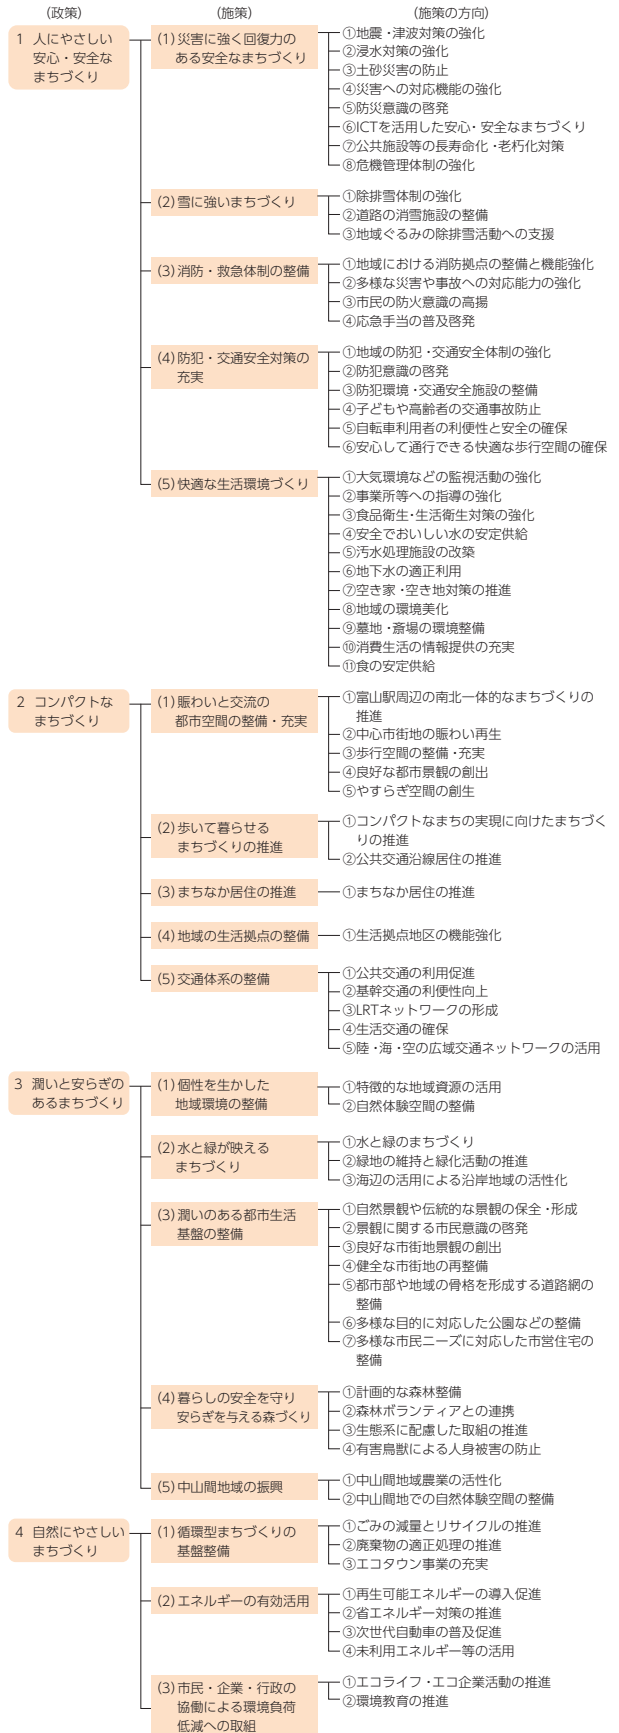 (政策) (施策) (施策の方向)
1 人にやさしい
安心・安全な
まちづくり
(1)災害に強く回復力の
ある安全なまちづくり
①地震・津波対策の強化
②浸水対策の強化
③土砂災害の防止
④災害への対応機能の強化
⑤防災意識の啓発
⑥ICTを活用した安心・安全なまちづくり
⑦公共施設等の長寿命化・老朽化対策
⑧危機管理体制の強化
(2)雪に強いまちづくり
①除排雪体制の強化
②道路の消雪施設の整備
③地域ぐるみの除排雪活動への支援
(3)消防・救急体制の整備
①地域における消防拠点の整備と機能強化
②多様な災害や事故への対応能力の強化
③市民の防火意識の高揚
④応急手当の普及啓発
(4)防犯・交通安全対策の
充実
①地域の防犯・交通安全体制の強化
②防犯意識の啓発
③防犯環境・交通安全施設の整備
④子どもや高齢者の交通事故防止
⑤自転車利用者の利便性と安全の確保
⑥安心して通行できる快適な歩行空間の確保
(5)快適な生活環境づくり
①大気環境などの監視活動の強化
②事業所等への指導の強化
③食品衛生・生活衛生対策の強化
④安全でおいしい水の安定供給
⑤汚水処理施設の改築
⑥地下水の適正利用
⑦空き家・空き地対策の推進
⑧地域の環境美化
⑨墓地・斎場の環境整備
⑩消費生活の情報提供の充実
⑪食の安定供給
2 コンパクトな
まちづくり
(1)賑わいと交流の
都市空間の整備・充実
①富山駅周辺の南北一体的なまちづくりの
推進
②中心市街地の賑わい再生
③歩行空間の整備・充実
④良好な都市景観の創出
⑤やすらぎ空間の創生
(2)歩いて暮らせる
まちづくりの推進
①コンパクトなまちの実現に向けたまちづく
りの推進
②公共交通沿線居住の推進
(3)まちなか居住の推進
①まちなか居住の推進
(4)地域の生活拠点の整備
①生活拠点地区の機能強化
(5)交通体系の整備
①公共交通の利用促進
②基幹交通の利便性向上
③LRTネットワークの形成
④生活交通の確保
⑤陸・海・空の広域交通ネットワークの活用
3 潤いと安らぎの
あるまちづくり
(1)個性を生かした
地域環境の整備
①特徴的な地域資源の活用
②自然体験空間の整備
(2)水と緑が映える
まちづくり
①水と緑のまちづくり
②緑地の維持と緑化活動の推進
③海辺の活用による沿岸地域の活性化
(3)潤いのある都市生活
基盤の整備
①自然景観や伝統的な景観の保全・形成
②景観に関する市民意識の啓発
③良好な市街地景観の創出
④健全な市街地の再整備
⑤都市部や地域の骨格を形成する道路網の
整備
⑥多様な目的に対応した公園などの整備
⑦多様な市民ニーズに対応した市営住宅の
整備
(4)暮らしの安全を守り
安らぎを与える森づくり
①計画的な森林整備
②森林ボランティアとの連携
③生態系に配慮した取組の推進
④有害鳥獣による人身被害の防止
(5)中山間地域の振興
①中山間地域農業の活性化
②中山間地での自然体験空間の整備
4 自然にやさしい
まちづくり
(1)循環型まちづくりの
基盤整備
①ごみの減量とリサイクルの推進
②廃棄物の適正処理の推進
③エコタウン事業の充実
(2)エネルギーの有効活用
①再生可能エネルギーの導入促進
②省エネルギー対策の推進
③次世代自動車の普及促進
④未利用エネルギー等の活用
(3)市民・企業・行政の
協働による環境負荷
低減への取組
①エコライフ・エコ企業活動の推進
②環境教育の推進